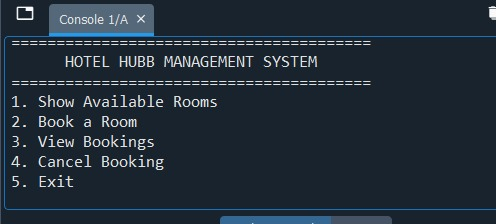 Console 1/A
========================================
HOTEL HUBB MANAGEMENT SYSTEM
========================================
1. Show Available Rooms
2. Book a Room
3. View Bookings
4. Cancel Booking
5. Exit